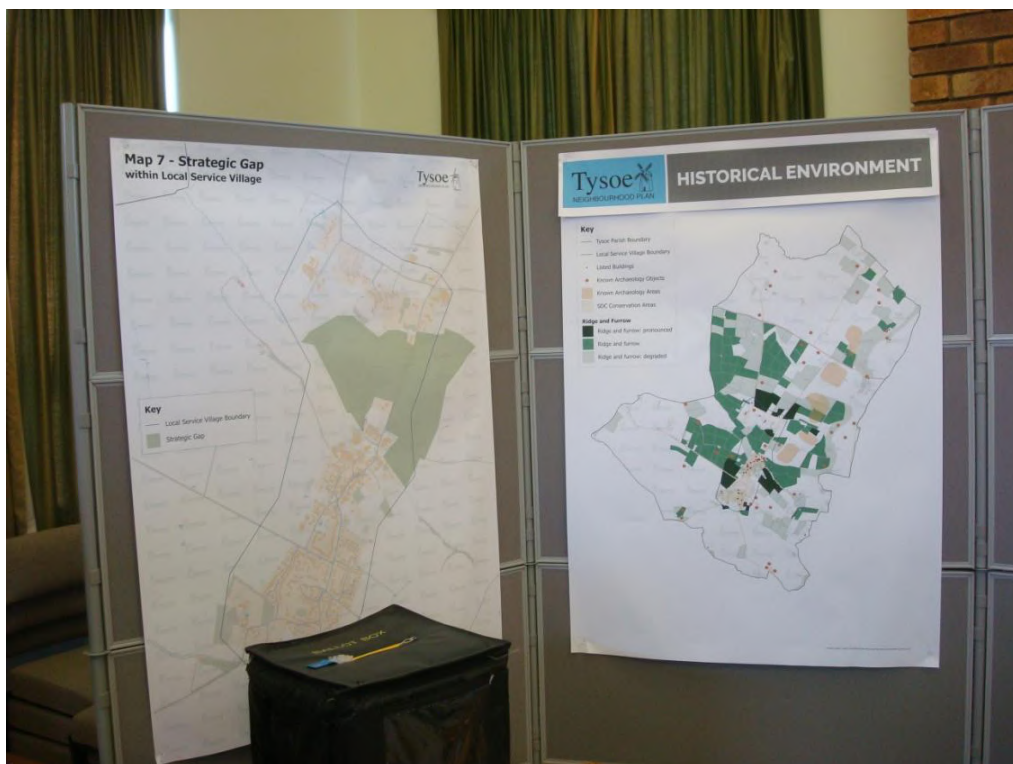 Map 7 - Strategic Gap
within Local Service Village
Tysoe
Key
Local Service Village Boundary
Strategic Gap
BALLOT BOX
Tysoe
NEIGHBOURHOOD PLAN
HISTORICAL ENVIRONMENT
Key
Tysoe Parish Boundary
Local Service Village Boundary
Listed Buildings
Known Archaeology Objects
Known Archaeology Areas
SDC Conservation Areas
Ridge and Furrow
Ridge and furrow: pronounced
Ridge and furrow
Ridge and furrow: degraded